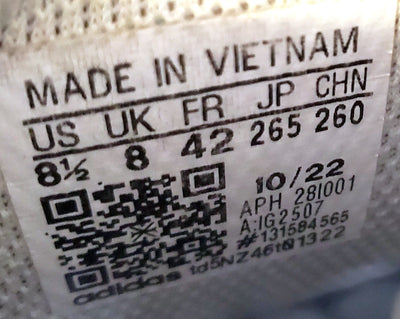 MADE IN VIETNAM
US UK FR JP CHN
8½ 8 42 265 260
10/22
APH 281001
A:IG2507
#131584565
adidas td5NZ46t01322